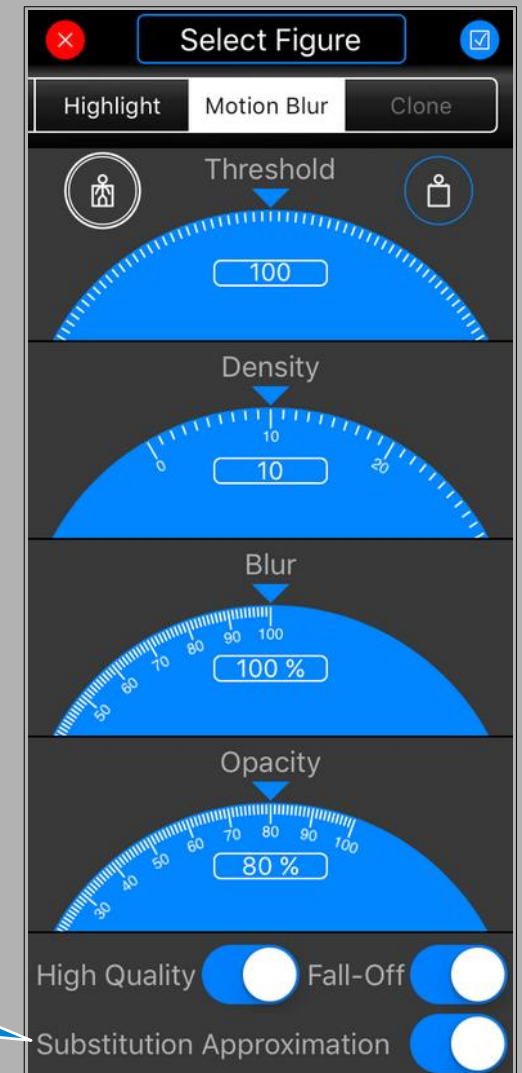 Select Figure
Highlight Motion Blur Clone
Threshold
100
Density
0 10 20
10
Blur
50 60 70 80 90 100
100 %
Opacity
30 40 50 60 70 80 90 100
80 %
High Quality Fall-Off
Substitution Approximation